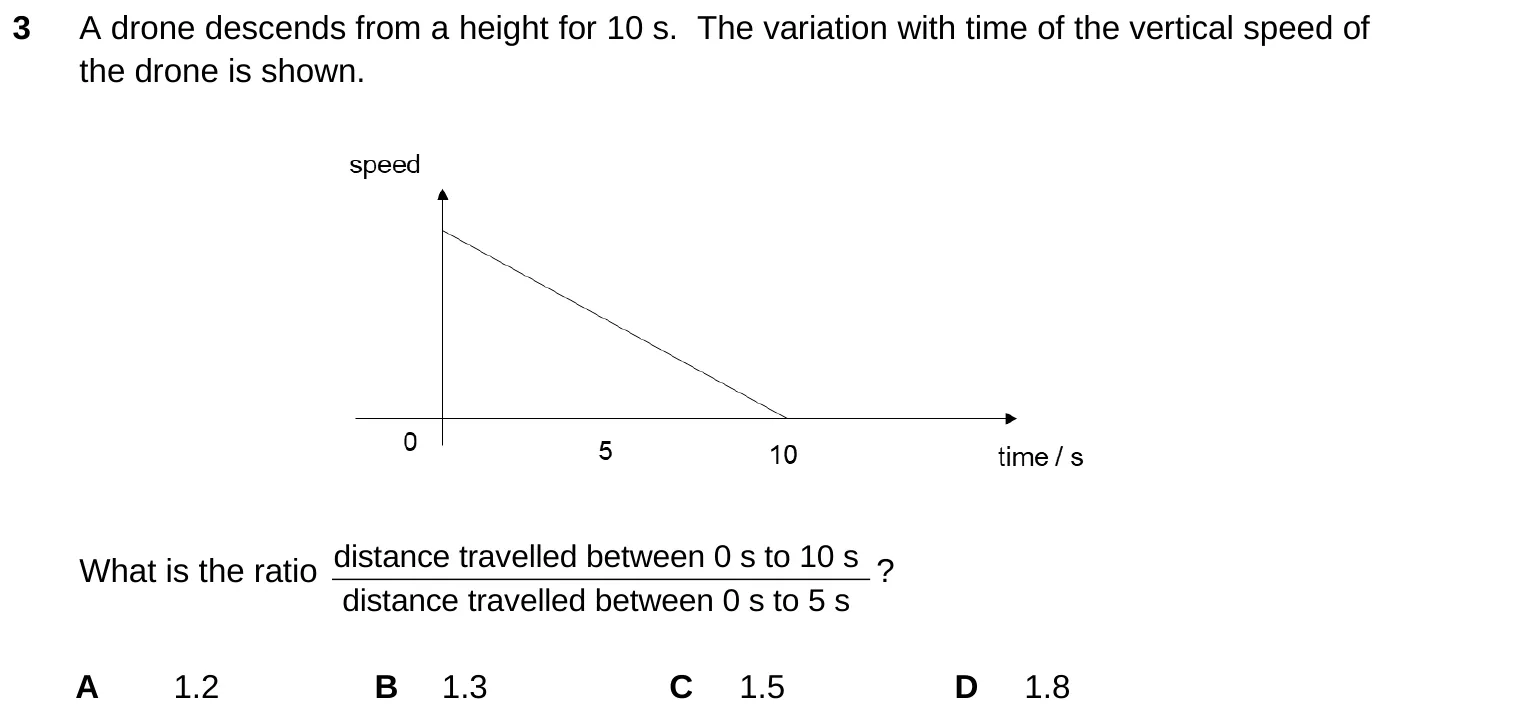 3 A drone descends from a height for 10 s. The variation with time of the vertical speed of
the drone is shown.
speed
0 5 10
time / s
What is the ratio distance travelled between 0 s to 10 s ?
distance travelled between 0 s to 5 s
A 1.2 B 1.3 C 1.5 D 1.8